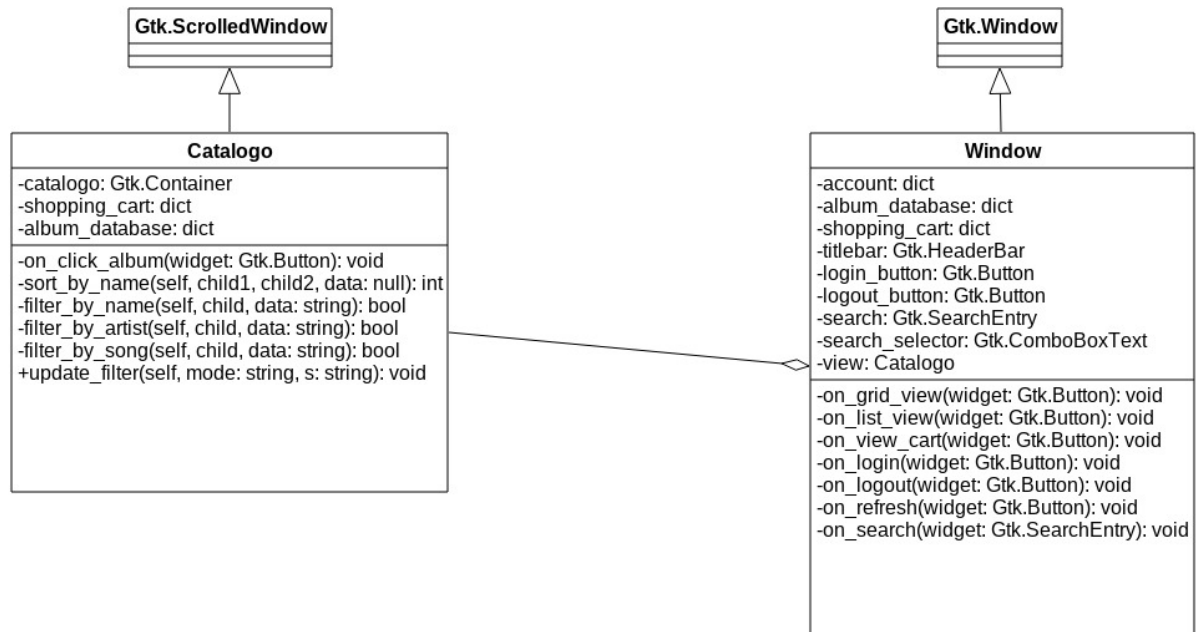 Gtk.ScrolledWindow
Gtk.Window
Catalogo
-catalogo: Gtk.Container
-shopping_cart: dict
-album_database: dict
-on_click_album(widget: Gtk.Button): void
-sort_by_name(self, child1, child2, data: null): int
-filter_by_name(self, child, data: string): bool
-filter_by_artist(self, child, data: string): bool
-filter_by_song(self, child, data: string): bool
+update_filter(self, mode: string, s: string): void
Window
-account: dict
-album_database: dict
-shopping_cart: dict
-titlebar: Gtk.HeaderBar
-login_button: Gtk.Button
-logout_button: Gtk.Button
-search: Gtk.SearchEntry
-search_selector: Gtk.ComboBoxText
-view: Catalogo
-on_grid_view(widget: Gtk.Button): void
-on_list_view(widget: Gtk.Button): void
-on_view_cart(widget: Gtk.Button): void
-on_login(widget: Gtk.Button): void
-on_logout(widget: Gtk.Button): void
-on_refresh(widget: Gtk.Button): void
-on_search(widget: Gtk.SearchEntry): void